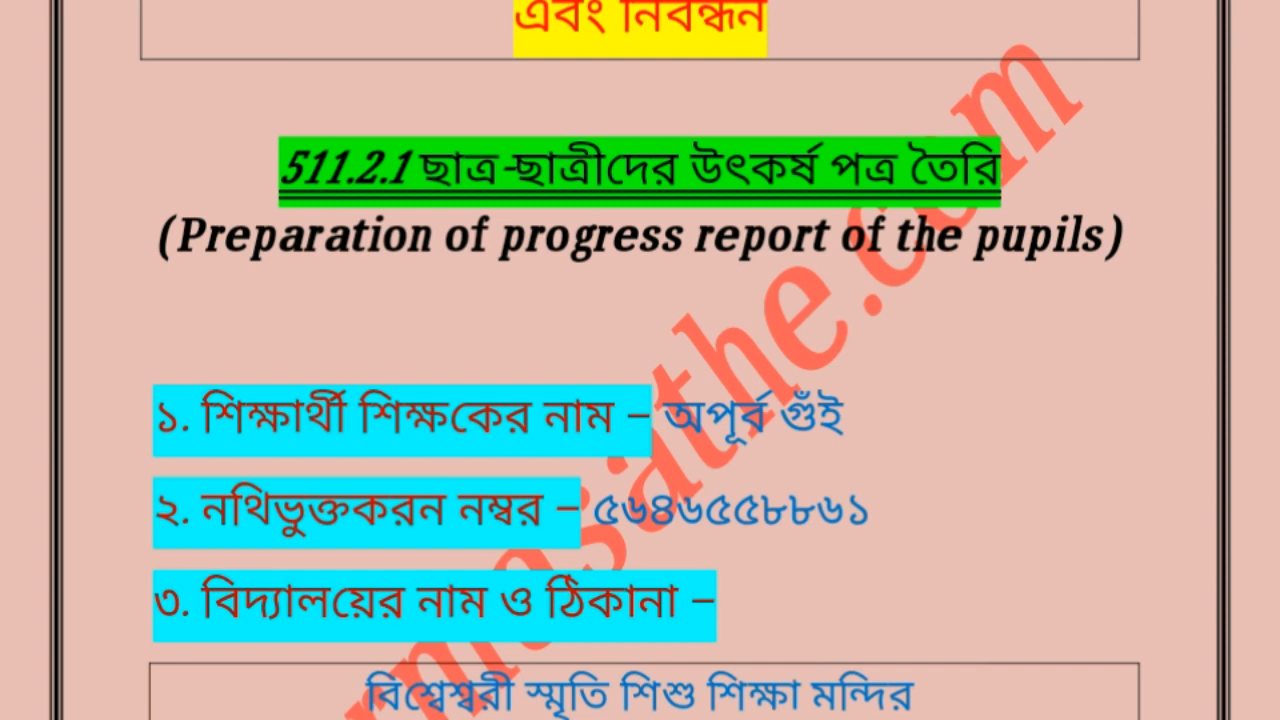 এবং নিবন্ধন
511.2.1 ছাত্র-ছাত্রীদের উৎকর্ষ পত্র তৈরি
(Preparation of progress report of the pupils)
১. শিক্ষার্থী শিক্ষকের নাম – অপূর্ব গুঁই
২. নথিভুক্তকরন নম্বর – ৫৬৪৬৫৫৮৮৬১
৩. বিদ্যালয়ের নাম ও ঠিকানা –
বিশ্বেশ্বরী স্মৃতি শিশু শিক্ষা মন্দির